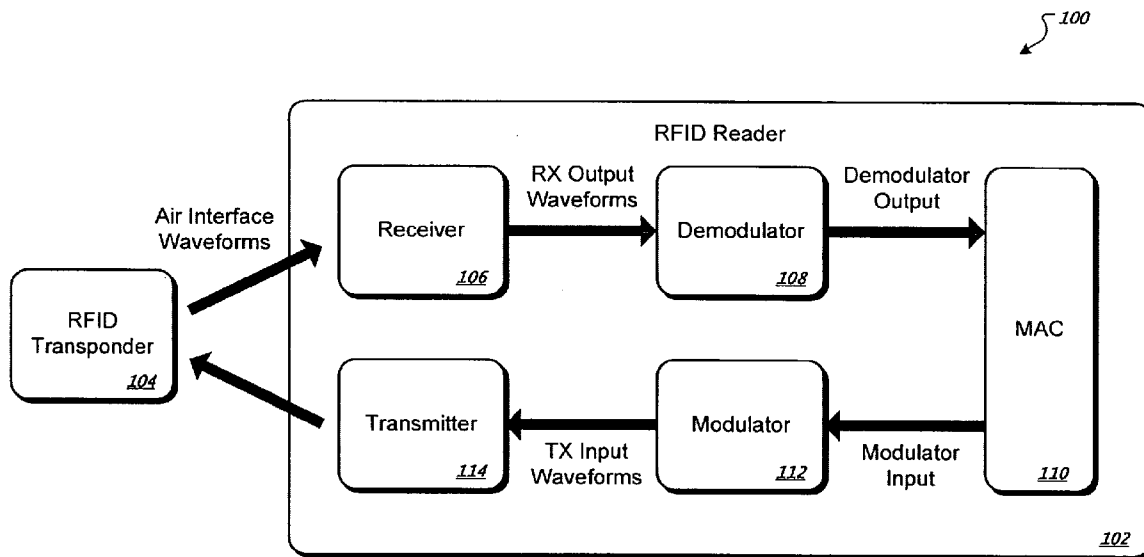 100
RFID Reader
RX Output
Waveforms
Demodulator
Output
Air Interface
Waveforms
Receiver
106
Demodulator
108
RFID
Transponder
104
MAC
110
Transmitter
114
TX Input
Waveforms
Modulator
112
Modulator
Input
102